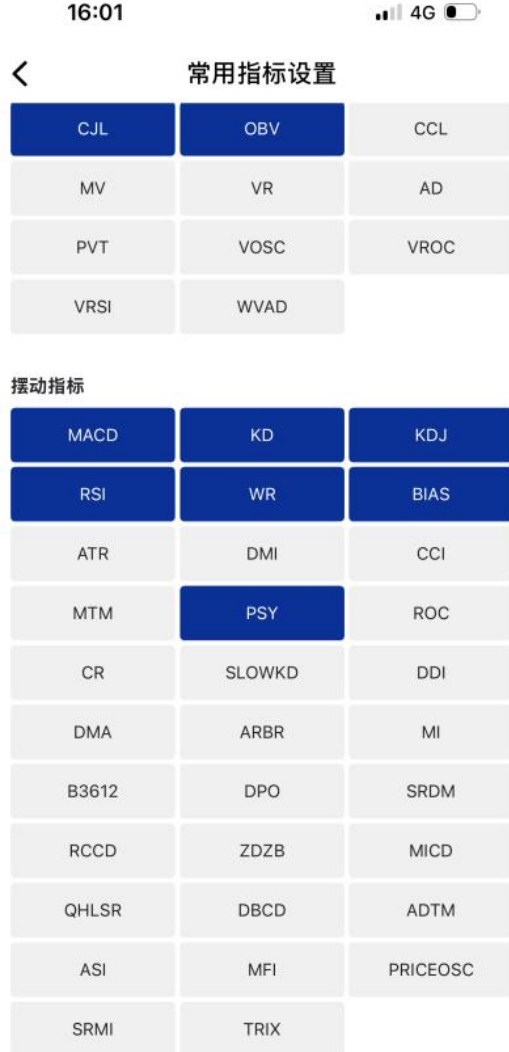 16:01 4G
常用指标设置
CJL OBV CCL
MV VR AD
PVT VOSC VROC
VRSI WVAD
摆动指标
MACD KD KDJ
RSI WR BIAS
ATR DMI CCI
MTM PSY ROC
CR SLOWKD DDI
DMA ARBR MI
B3612 DPO SRDM
RCCD ZDZB MICD
QHLSR DBCD ADTM
ASI MFI PRICEOSC
SRMI TRIX